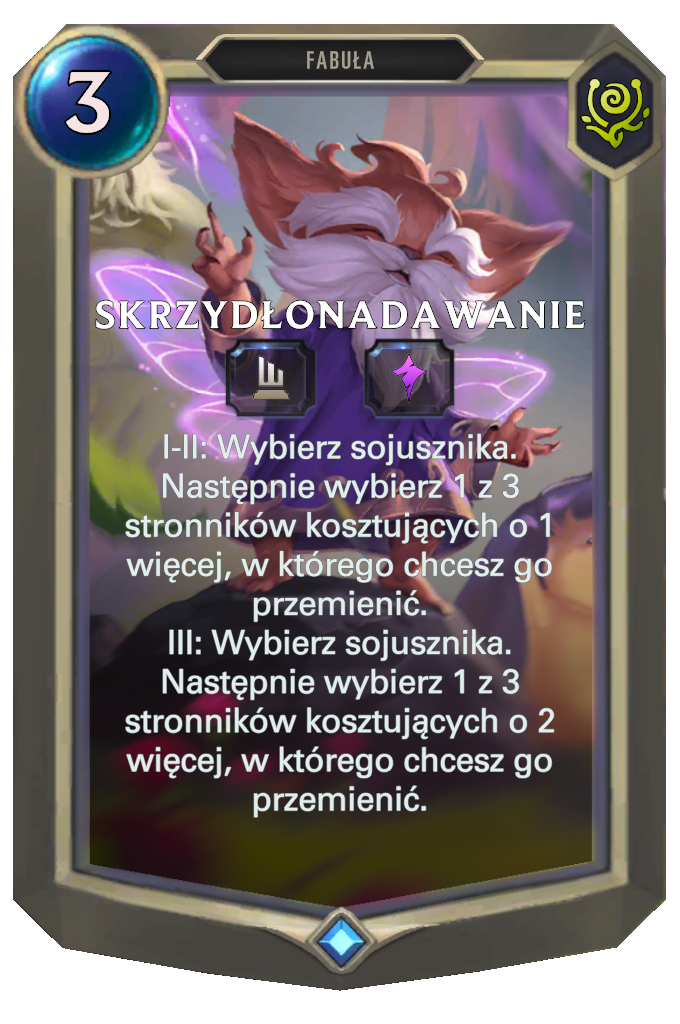 3
FABUŁA
SKRZYDŁONADAWANIE
I-II: Wybierz sojusznika.
Następnie wybierz 1 z 3
stronników kosztujących o 1
więcej, w którego chcesz go
przemienić.
III: Wybierz sojusznika.
Następnie wybierz 1 z 3
stronników kosztujących o 2
więcej, w którego chcesz go
przemienić.